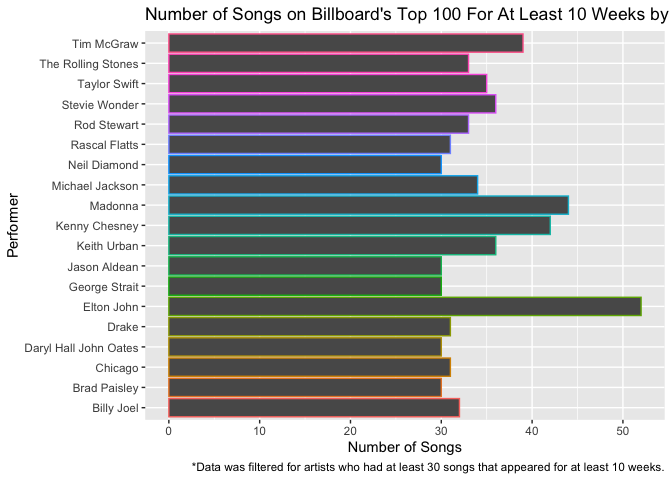 Number of Songs on Billboard's Top 100 For At Least 10 Weeks by
Tim McGraw
The Rolling Stones
Taylor Swift
Stevie Wonder
Rod Stewart
Rascal Flatts
Neil Diamond
Michael Jackson
Madonna
Kenny Chesney
Keith Urban
Jason Aldean
George Strait
Elton John
Drake
Daryl Hall John Oates
Chicago
Brad Paisley
Billy Joel
Performer
0 10 20 30 40 50
Number of Songs
*Data was filtered for artists who had at least 30 songs that appeared for at least 10 weeks.